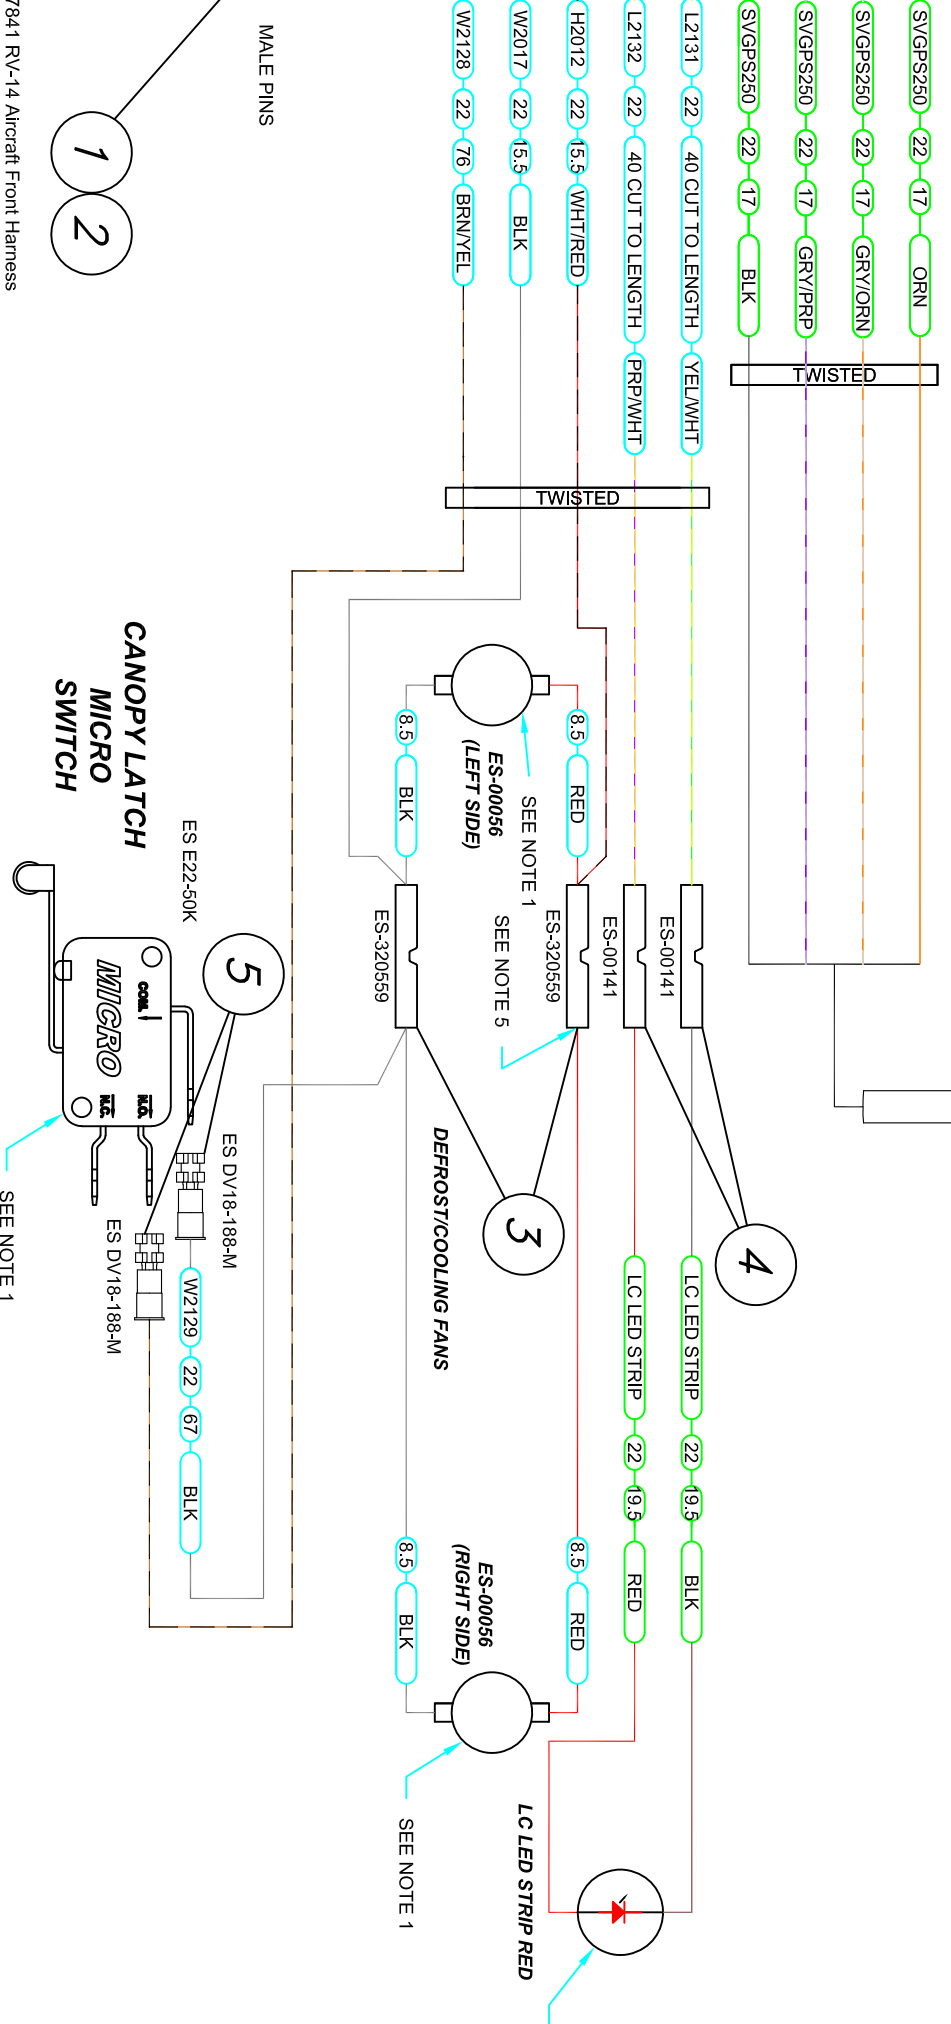 SVGPS250 22 17 ORN
SVGPS250 22 17 GRY/ORN
SVGPS250 22 17 GRY/PRP
SVGPS250 22 17 BLK
TWISTED
L2131 22 40 CUT TO LENGTH YEL/WHT
L2132 22 40 CUT TO LENGTH PRP/WHT
H2012 22 15.5 WHT/RED
W2017 22 15.5 BLK
W2128 22 76 BRN/YEL
TWISTED
ES-00141
ES-00141
4
LC LED STRIP 22 19.5 BLK
LC LED STRIP 22 19.5 RED
LC LED STRIP RED
8.5 RED
SEE NOTE 1
ES-00056
(LEFT SIDE)
8.5 BLK
ES-320559
SEE NOTE 5
ES-320559
3
DEFROST/COOLING FANS
8.5 RED
ES-00056
(RIGHT SIDE)
8.5 BLK
SEE NOTE 1
MALE PINS
1
2
7841 RV-14 Aircraft Front Harness
CANOPY LATCH
MICRO
SWITCH
ES E22-50K
5
COM.
MICRO
N.O.
N.C.
SEE NOTE 1
ES DV18-188-M
ES DV18-188-M
W2129 22 67 BLK